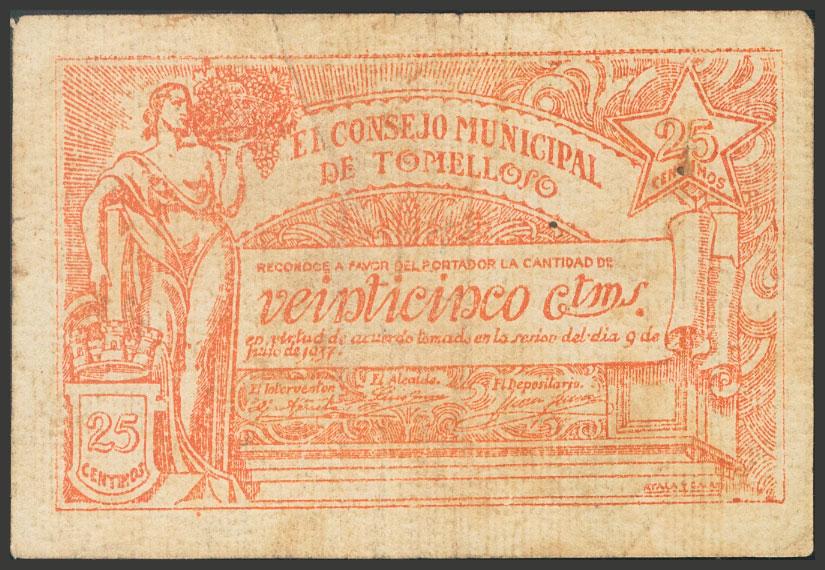 EL CONSEJO MUNICIPAL
DE TOMELLOSO
25
CENTIMOS
RECONOCE A FAVOR DEL PORTADOR LA CANTIDAD DE
veinticinco ctms.
en virtud de acuerdo tomado en la sesion del dia 9 de
Julio de 1937.
El Interventor El Alcalde. El Depositario.
25
CENTIMOS